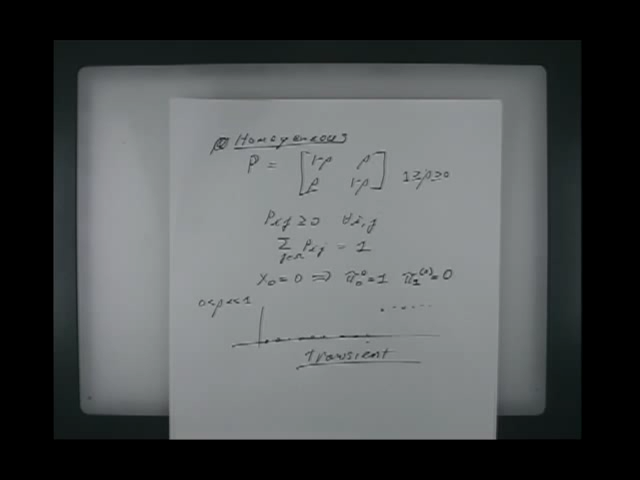 Homogeneous
P = [1-p p
p 1-p] 1≥p≥0
Pij ≥ 0 ∀i,j
Σ Pij = 1
X0 = 0 ⇒ π0^0 = 1 π1^(0) = 0
0<p<<1
Transient